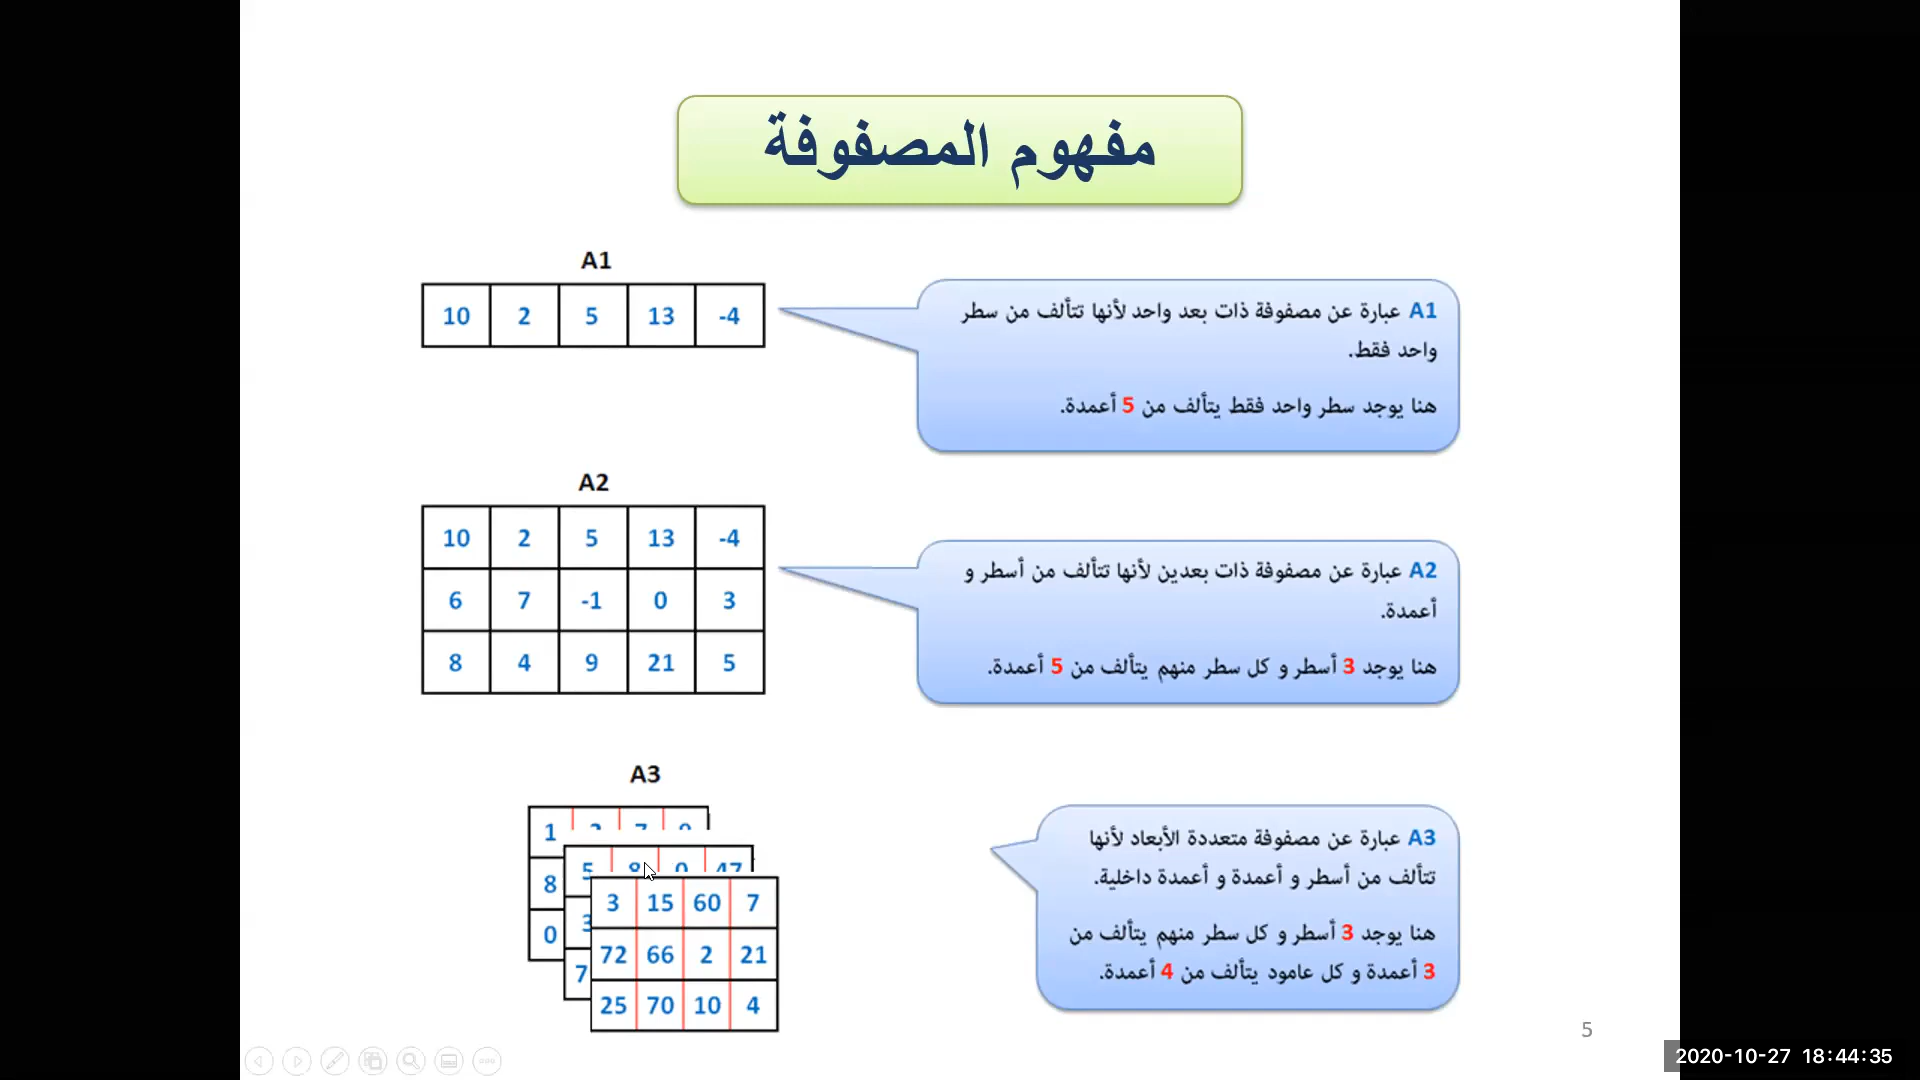 مفهوم المصفوفة
A1
10 2 5 13 -4
A1 عبارة عن مصفوفة ذات بعد واحد لأنها تتألف من سطر
واحد فقط.
هنا يوجد سطر واحد فقط يتألف من 5 أعمدة.
A2
10 2 5 13 -4
6 7 -1 0 3
8 4 9 21 5
A2 عبارة عن مصفوفة ذات بعدين لأنها تتألف من أسطر و
أعمدة.
هنا يوجد 3 أسطر و كل سطر منهم يتألف من 5 أعمدة.
A3
1
8
0
5 8 0 47
3
7
3 15 60 7
72 66 2 21
25 70 10 4
A3 عبارة عن مصفوفة متعددة الأبعاد لأنها
تتألف من أسطر و أعمدة و أعمدة داخلية.
هنا يوجد 3 أسطر و كل سطر منهم يتألف من
3 أعمدة و كل عامود يتألف من 4 أعمدة.
5
2020-10-27 18:44:35